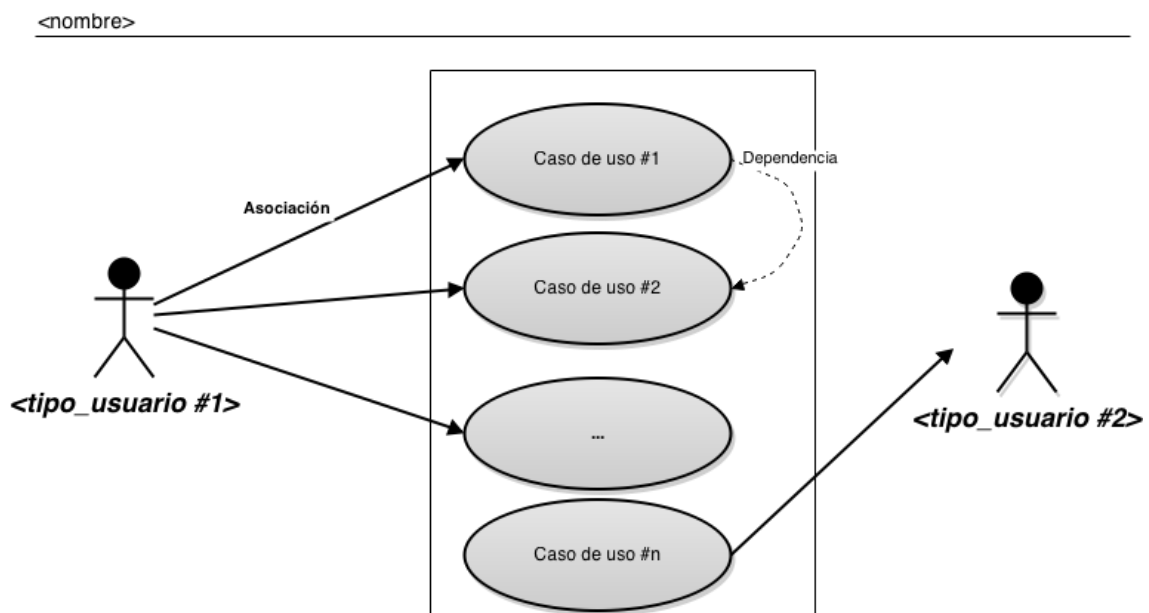 <nombre>
Caso de uso #1
Dependencia
Asociación
Caso de uso #2
<tipo_usuario #1>
<tipo_usuario #2>
...
Caso de uso #n